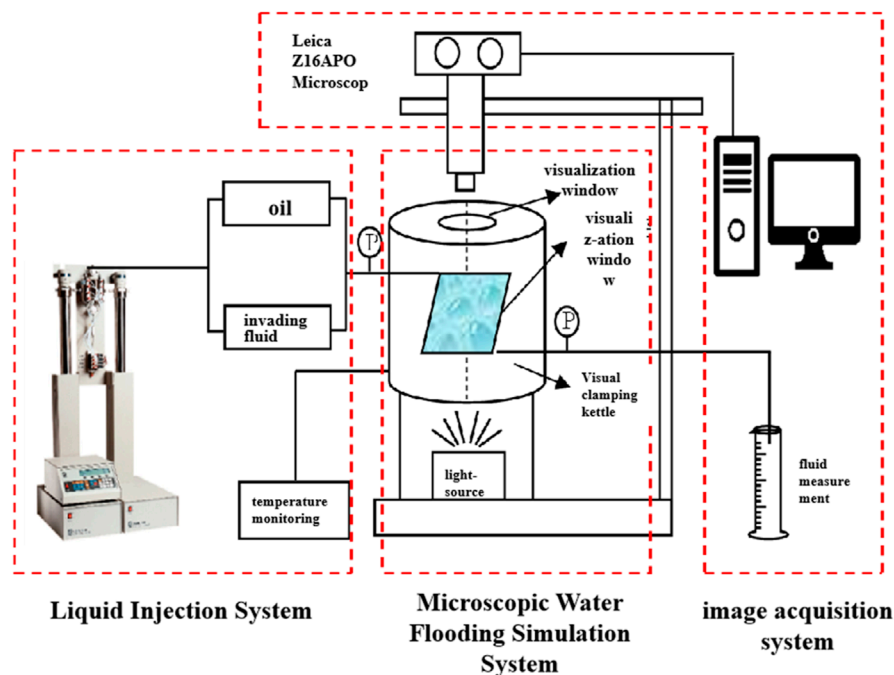 Leica
Z16APO
Microscop
visualization
window
oil
visuali
z-ation
windo
w
P
invading
fluid
P
Visual
clamping
kettle
light-
source
temperature
monitoring
fluid
measure
ment
Liquid Injection System
Microscopic Water
Flooding Simulation
System
image acquisition
system